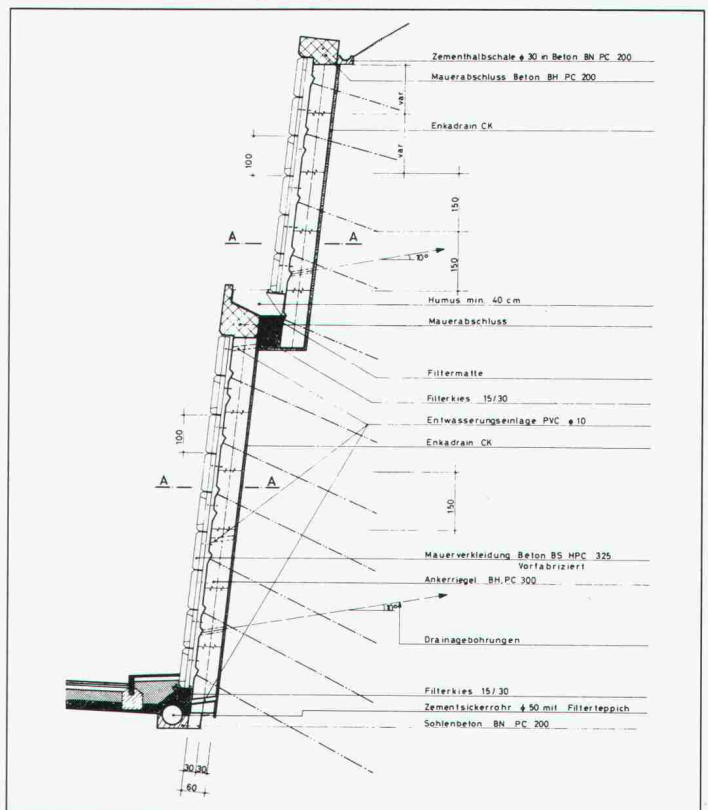 Zementhalbschale ϕ 30 in Beton BN PC 200
Mauerabschluss Beton BH PC 200
var
Enkadrain CK
var
100
150
A
A
10°
150
Humus min. 40 cm
Mauerabschluss
Filtermatte
Filterkies 15/30
Entwasserungseinlage PVC ϕ 10
100
Enkadrain CK
A
A
150
Mauerverkleidung Beton BS HPC 325
Vorfabriziert
Ankerriegel BH, PC 300
10°
Drainagebohrungen
Filterkies 15/30
Zementsickerrohr ϕ 50 mit Filterteppich
Sohlenbeton BN PC 200
30 30
60